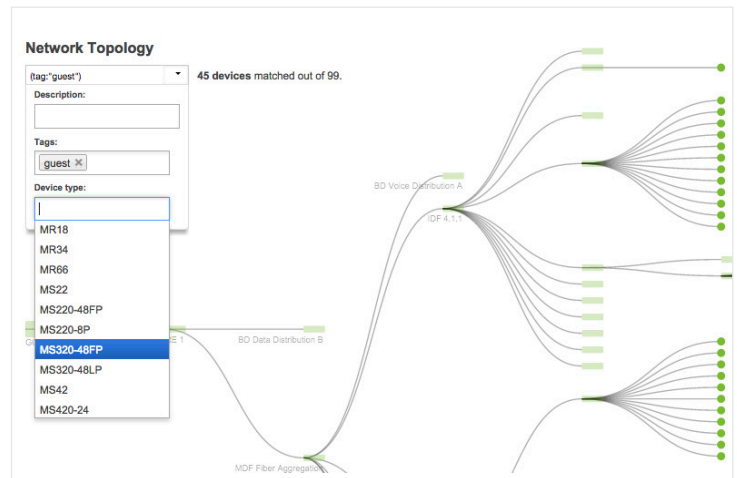 Network Topology
(tag:"guest")
45 devices matched out of 99.
Description:
Tags:
guest ×
Device type:
MR18
MR34
MR66
MS22
MS220-48FP
MS220-8P
MS320-48FP
MS320-48LP
MS42
MS420-24
BD Voice Distribution A
IDF 4.1.1
BD Data Distribution B
MDF Fiber Aggregation